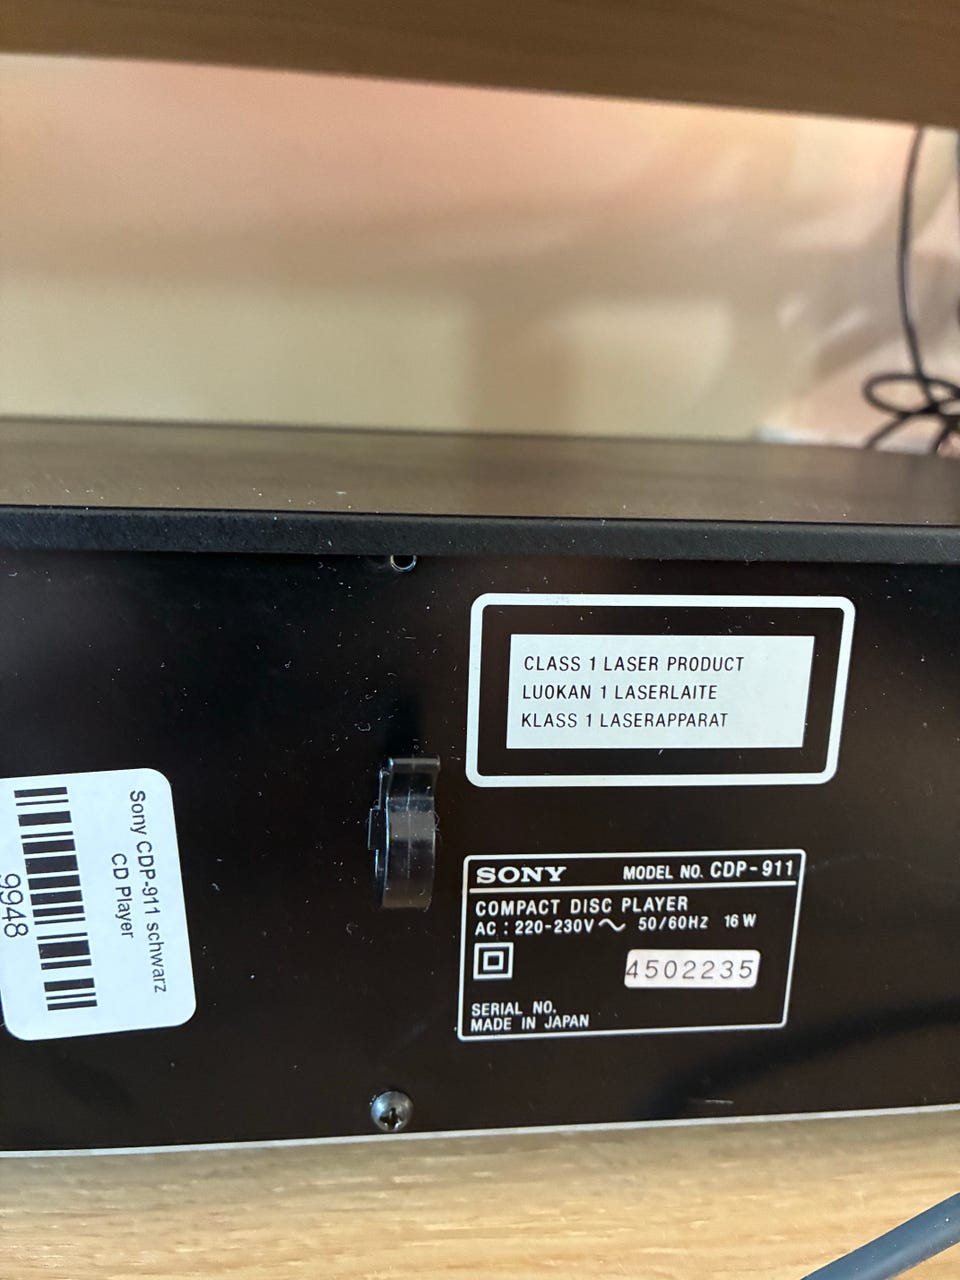 CLASS 1 LASER PRODUCT
LUOKAN 1 LASERLAITE
KLASS 1 LASERAPPARAT
Sony CDP-911 schwarz
CD Player
9948
SONY MODEL NO. CDP-911
COMPACT DISC PLAYER
AC : 220-230V ~ 50/60Hz 16 W
4502235
SERIAL NO.
MADE IN JAPAN